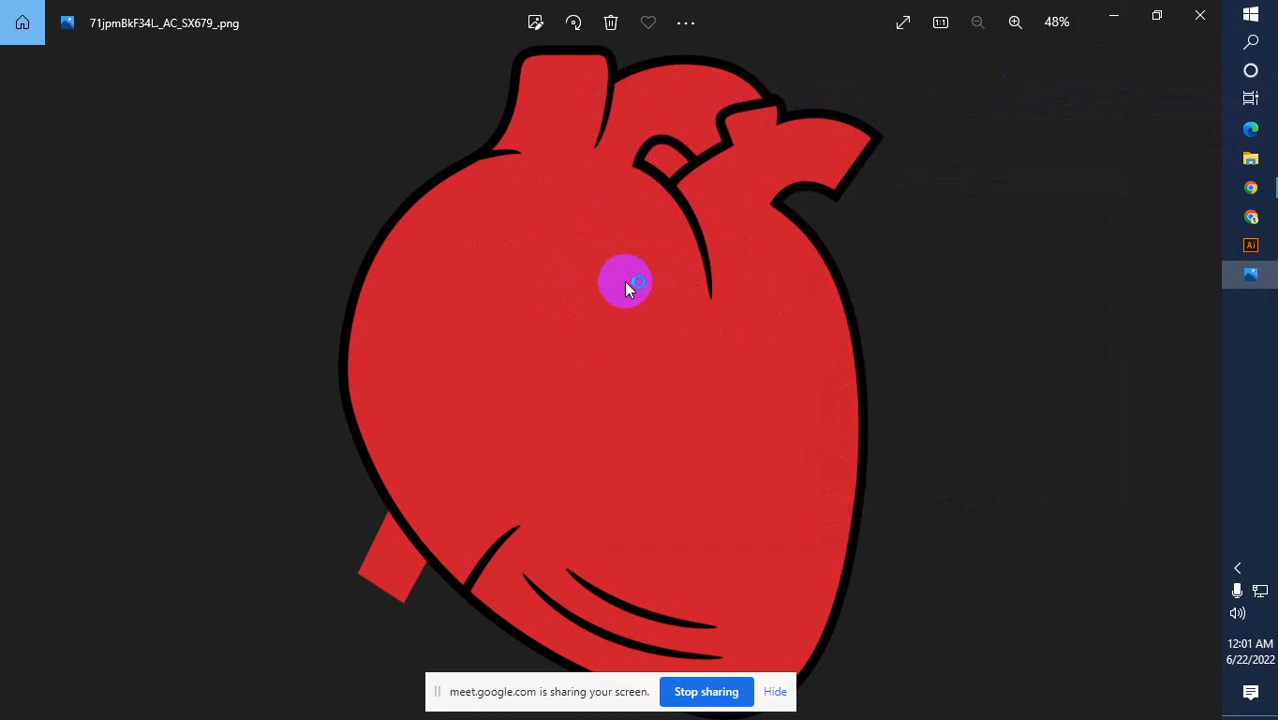 71jpmBkF34L._AC_SX679_.png
48%
meet.google.com is sharing your screen.
Stop sharing
Hide
12:01 AM
6/22/2022